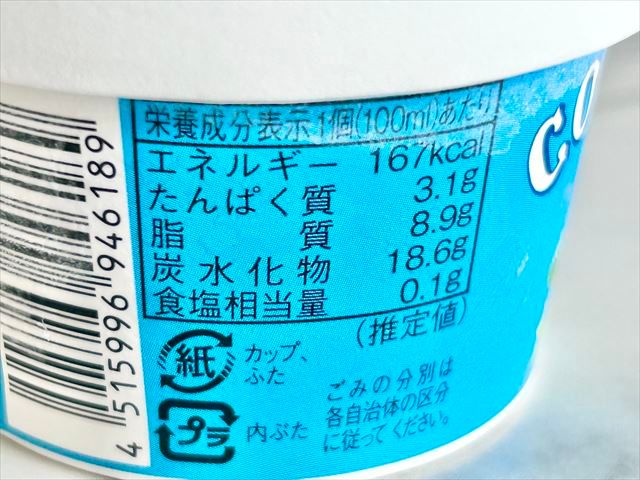 栄養成分表示 1個(100ml)あたり
エネルギー 167kcal
たんぱく質 3.1g
脂質 8.9g
炭水化物 18.6g
食塩相当量 0.1g
(推定値)
紙 カップ、
ふた
プラ 内ぶた
ごみの分別は
各自治体の区分
に従ってください。
4 515996 946189
CO